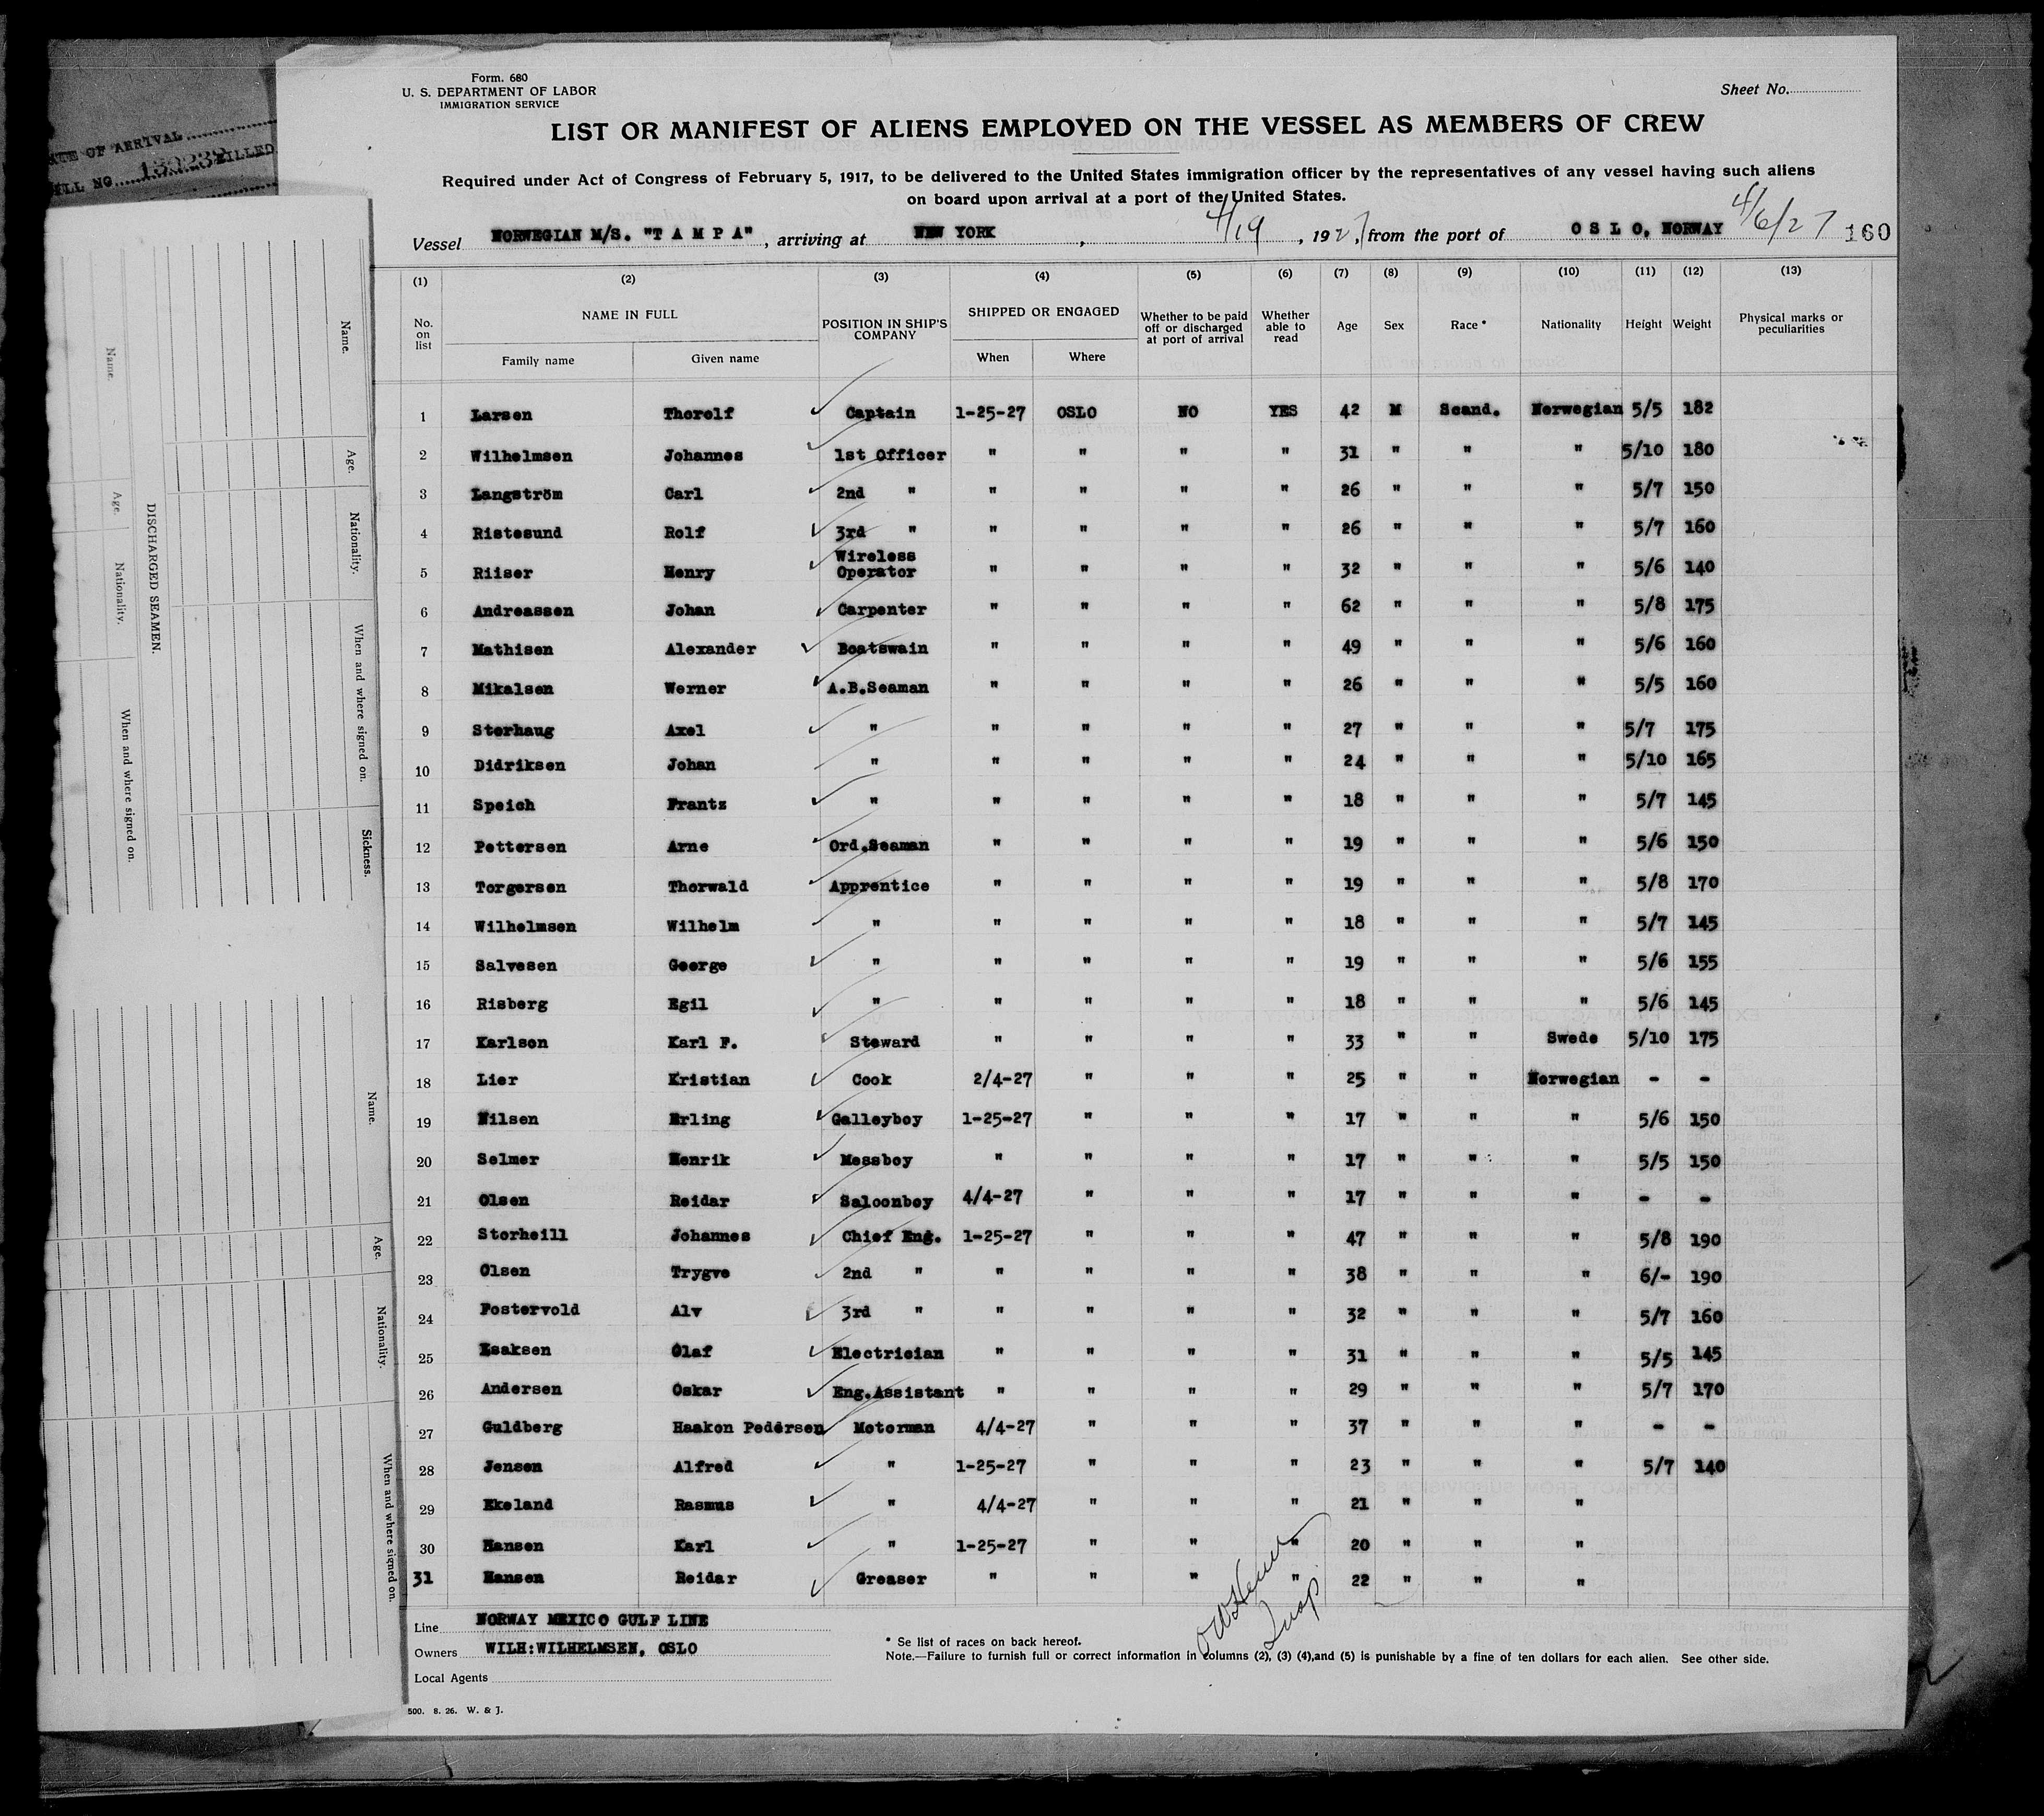 Form. 680
U. S. DEPARTMENT OF LABOR
IMMIGRATION SERVICE
Sheet No.
LIST OR MANIFEST OF ALIENS EMPLOYED ON THE VESSEL AS MEMBERS OF CREW
Required under Act of Congress of February 5, 1917, to be delivered to the United States immigration officer by the representatives of any vessel having such aliens
on board upon arrival at a port of the United States.
Vessel NORWEGIAN M/S. "T A M P A", arriving at NEW YORK, 4/19, 1927, from the port of O S L O, NORWAY 4/6/27 160
(1) (2) (3) (4) (5) (6) (7) (8) (9) (10) (11) (12) (13)
No. on list NAME IN FULL POSITION IN SHIP'S COMPANY SHIPPED OR ENGAGED Whether to be paid off or discharged at port of arrival Whether able to read Age Sex Race * Nationality Height Weight Physical marks or peculiarities
Family name Given name When Where
1 Larsen Thorolf Captain 1-25-27 OSLO NO YES 42 M Scand. Norwegian 5/5 182
2 Wilhelmsen Johannes 1st Officer " " " " 31 " " " 5/10 180
3 Langström Carl 2nd " " " " " 26 " " " 5/7 150
4 Ristesund Rolf 3rd " " " " " 26 " " " 5/7 160
5 Riiser Henry Wireless Operator " " " " 32 " " " 5/6 140
6 Andreassen Johan Carpenter " " " " 62 " " " 5/8 175
7 Mathisen Alexander Boatswain " " " " 49 " " " 5/6 160
8 Mikalsen Werner A.B.Seaman " " " " 26 " " " 5/5 160
9 Storhaug Axel " " " " " 27 " " " 5/7 175
10 Didriksen Johan " " " " " 24 " " " 5/10 165
11 Speich Frantz " " " " " 18 " " " 5/7 145
12 Pettersen Arne Ord.Seaman " " " " 19 " " " 5/6 150
13 Torgersen Thorwald Apprentice " " " " 19 " " " 5/8 170
14 Wilhelmsen Wilhelm " " " " " 18 " " " 5/7 145
15 Salvesen George " " " " " 19 " " " 5/6 155
16 Risberg Egil " " " " " 18 " " " 5/6 145
17 Karlsen Karl F. Steward " " " " 33 " " Swede 5/10 175
18 Lier Kristian Cook 2/4-27 " " " 25 " " Norwegian - -
19 Nilsen Erling Galleyboy 1-25-27 " " " 17 " " " 5/6 150
20 Selmer Henrik Messboy " " " " 17 " " " 5/5 150
21 Olsen Reidar Saloonboy 4/4-27 " " " 17 " " " - -
22 Storheill Johannes Chief Eng. 1-25-27 " " " 47 " " " 5/8 190
23 Olsen Trygve 2nd " " " " " 38 " " " 6/- 190
24 Fostervold Alv 3rd " " " " " 32 " " " 5/7 160
25 Esaksen Olaf Electrician " " " " 31 " " " 5/5 145
26 Andersen Oskar Eng.Assistant " " " " 29 " " " 5/7 170
27 Guldberg Haakon Pedersen Motorman 4/4-27 " " " 37 " " " - -
28 Jensen Alfred " 1-25-27 " " " 23 " " " 5/7 140
29 Ekeland Rasmus " 4/4-27 " " " 21 " " "
30 Hansen Karl " 1-25-27 " " " 20 " " "
31 Hansen Reidar Greaser " " " " 22 " " "
Line NORWAY MEXICO GULF LINE
Owners WILH:WILHELMSEN, OSLO
Local Agents
* Se list of races on back hereof.
Note.—Failure to furnish full or correct information in columns (2), (3) (4),and (5) is punishable by a fine of ten dollars for each alien. See other side.
500. 8. 26. W. & J.
Insp.
OF ARRIVAL
NO. 130232 FILLED
DISCHARGED SEAMEN.
Name.
Age.
Nationality.
When and where signed on.
Name.
Age.
Nationality.
When and where signed on.
Sickness.
Name.
Age.
Nationality.
When and where signed on.